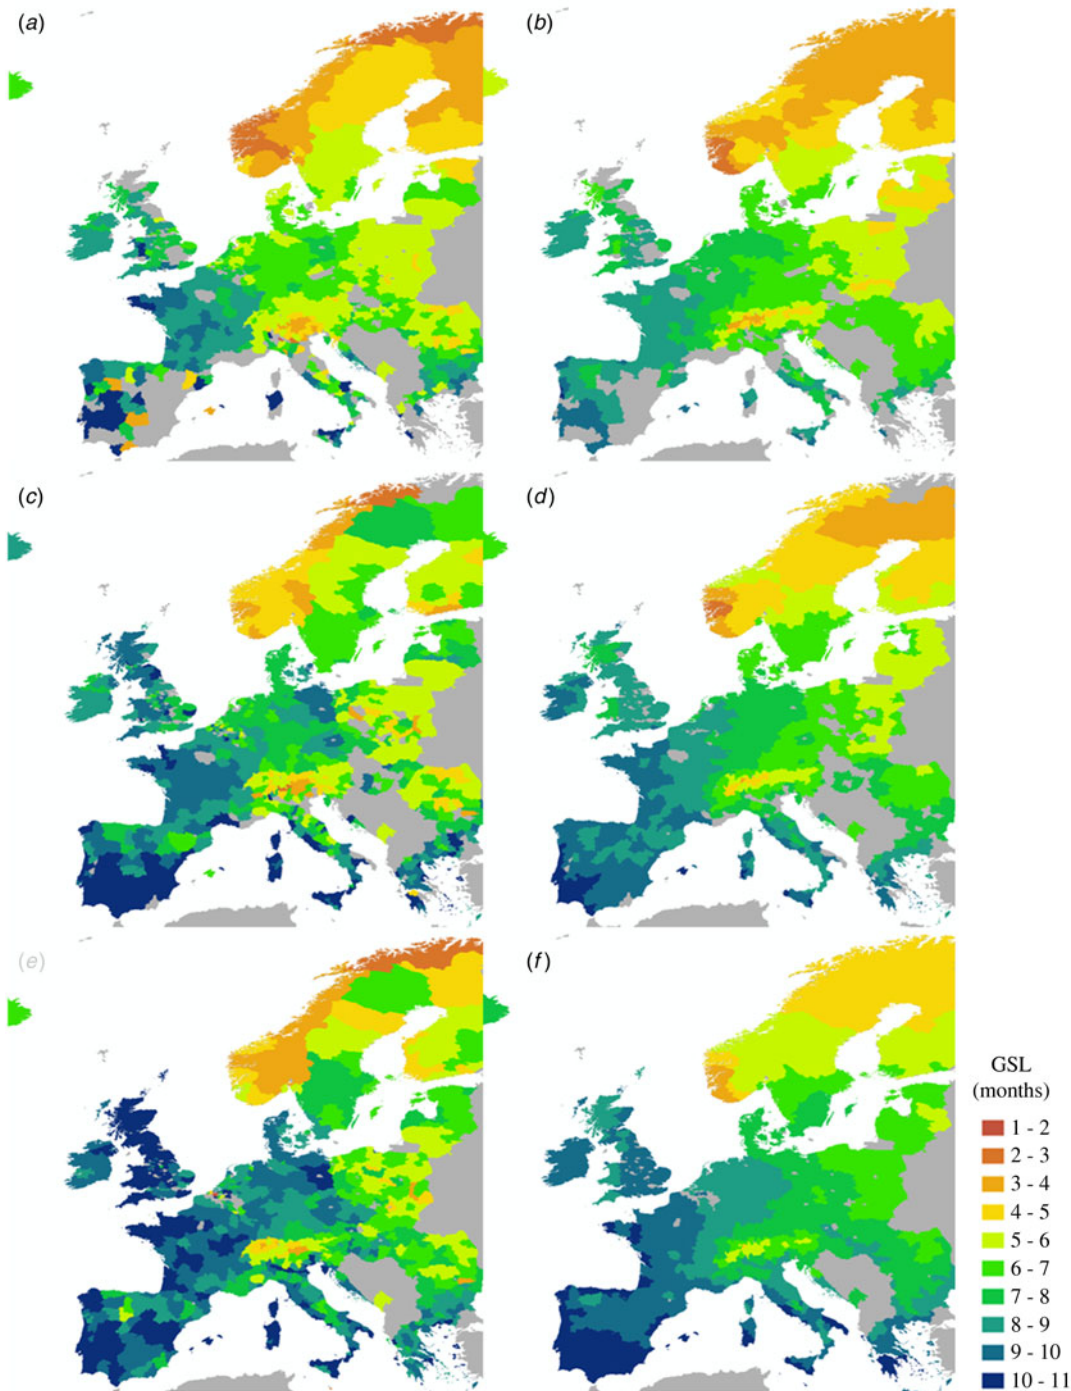 (a)
(b)
(c)
(d)
(e)
(f)
GSL
(months)
1 - 2
2 - 3
3 - 4
4 - 5
5 - 6
6 - 7
7 - 8
8 - 9
9 - 10
10 - 11